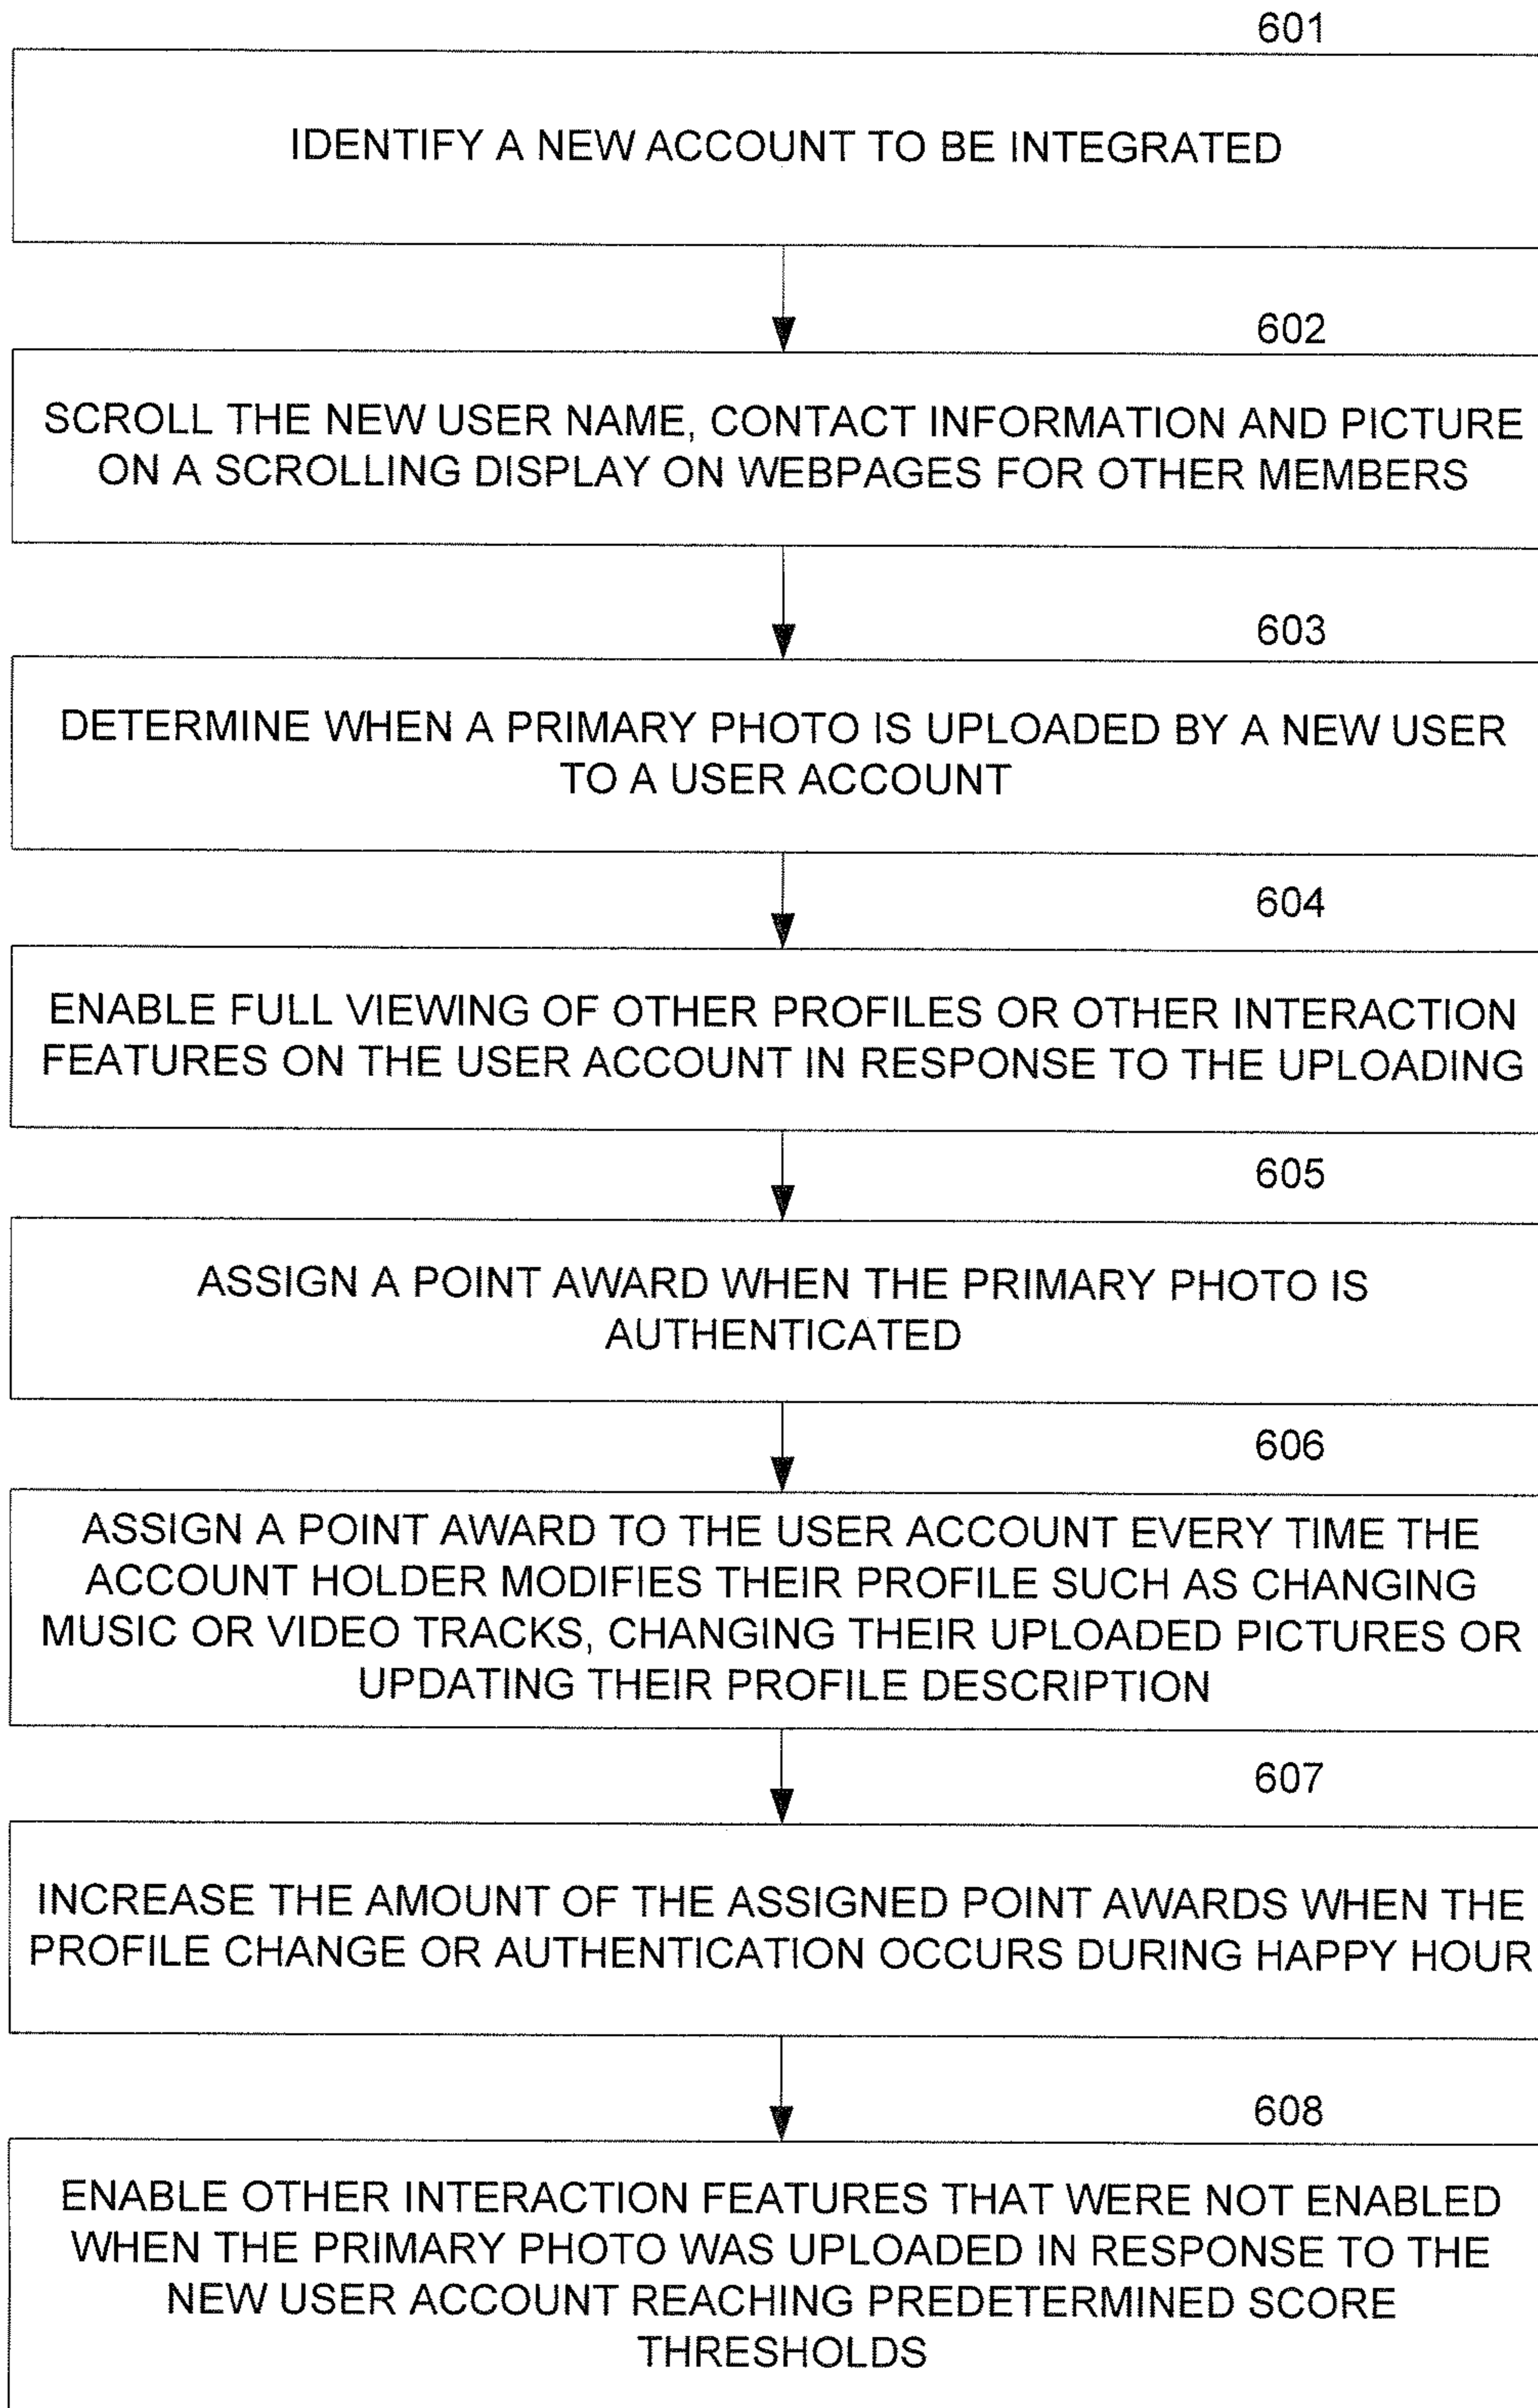 601
IDENTIFY A NEW ACCOUNT TO BE INTEGRATED
602
SCROLL THE NEW USER NAME, CONTACT INFORMATION AND PICTURE
ON A SCROLLING DISPLAY ON WEBPAGES FOR OTHER MEMBERS
603
DETERMINE WHEN A PRIMARY PHOTO IS UPLOADED BY A NEW USER
TO A USER ACCOUNT
604
ENABLE FULL VIEWING OF OTHER PROFILES OR OTHER INTERACTION
FEATURES ON THE USER ACCOUNT IN RESPONSE TO THE UPLOADING
605
ASSIGN A POINT AWARD WHEN THE PRIMARY PHOTO IS
AUTHENTICATED
606
ASSIGN A POINT AWARD TO THE USER ACCOUNT EVERY TIME THE
ACCOUNT HOLDER MODIFIES THEIR PROFILE SUCH AS CHANGING
MUSIC OR VIDEO TRACKS, CHANGING THEIR UPLOADED PICTURES OR
UPDATING THEIR PROFILE DESCRIPTION
607
INCREASE THE AMOUNT OF THE ASSIGNED POINT AWARDS WHEN THE
PROFILE CHANGE OR AUTHENTICATION OCCURS DURING HAPPY HOUR
608
ENABLE OTHER INTERACTION FEATURES THAT WERE NOT ENABLED
WHEN THE PRIMARY PHOTO WAS UPLOADED IN RESPONSE TO THE
NEW USER ACCOUNT REACHING PREDETERMINED SCORE
THRESHOLDS